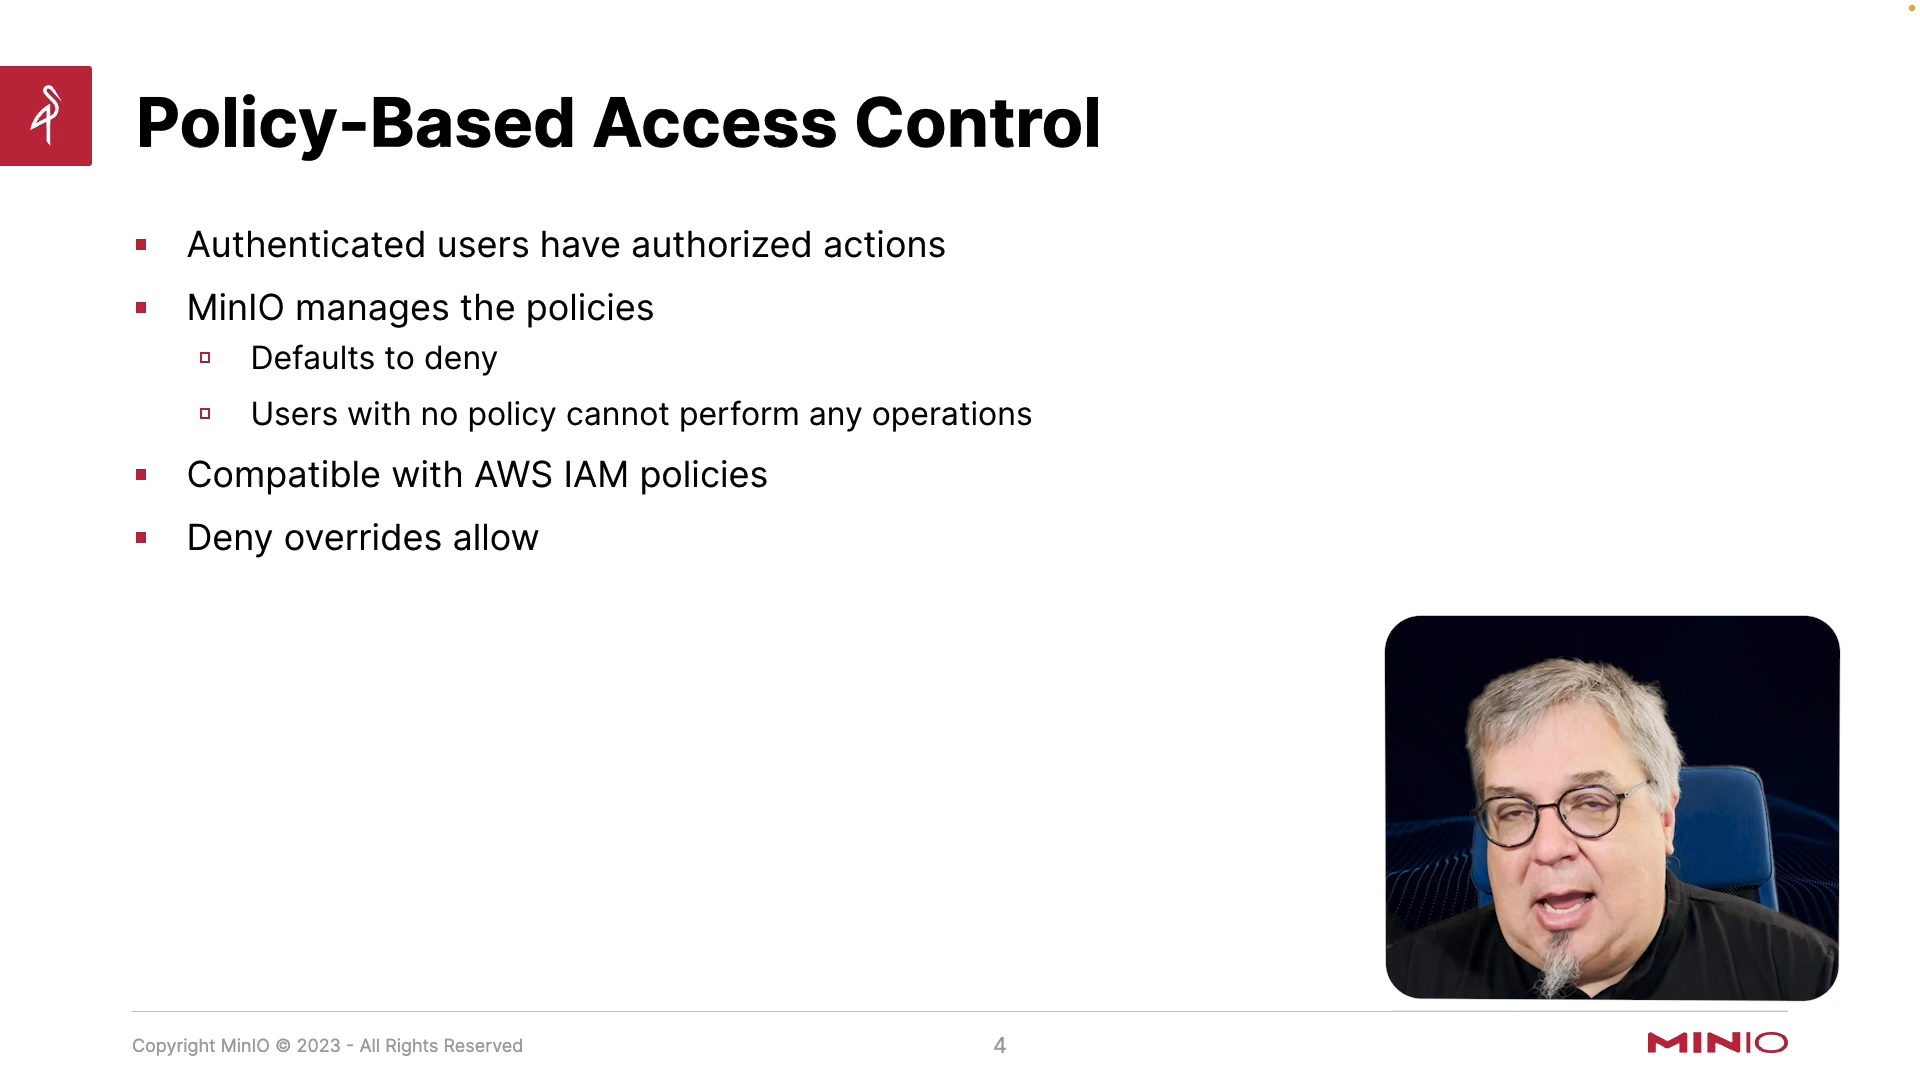 Policy-Based Access Control
Authenticated users have authorized actions
MinIO manages the policies
Defaults to deny
Users with no policy cannot perform any operations
Compatible with AWS IAM policies
Deny overrides allow
Copyright MinIO © 2023 - All Rights Reserved
4
MINIO